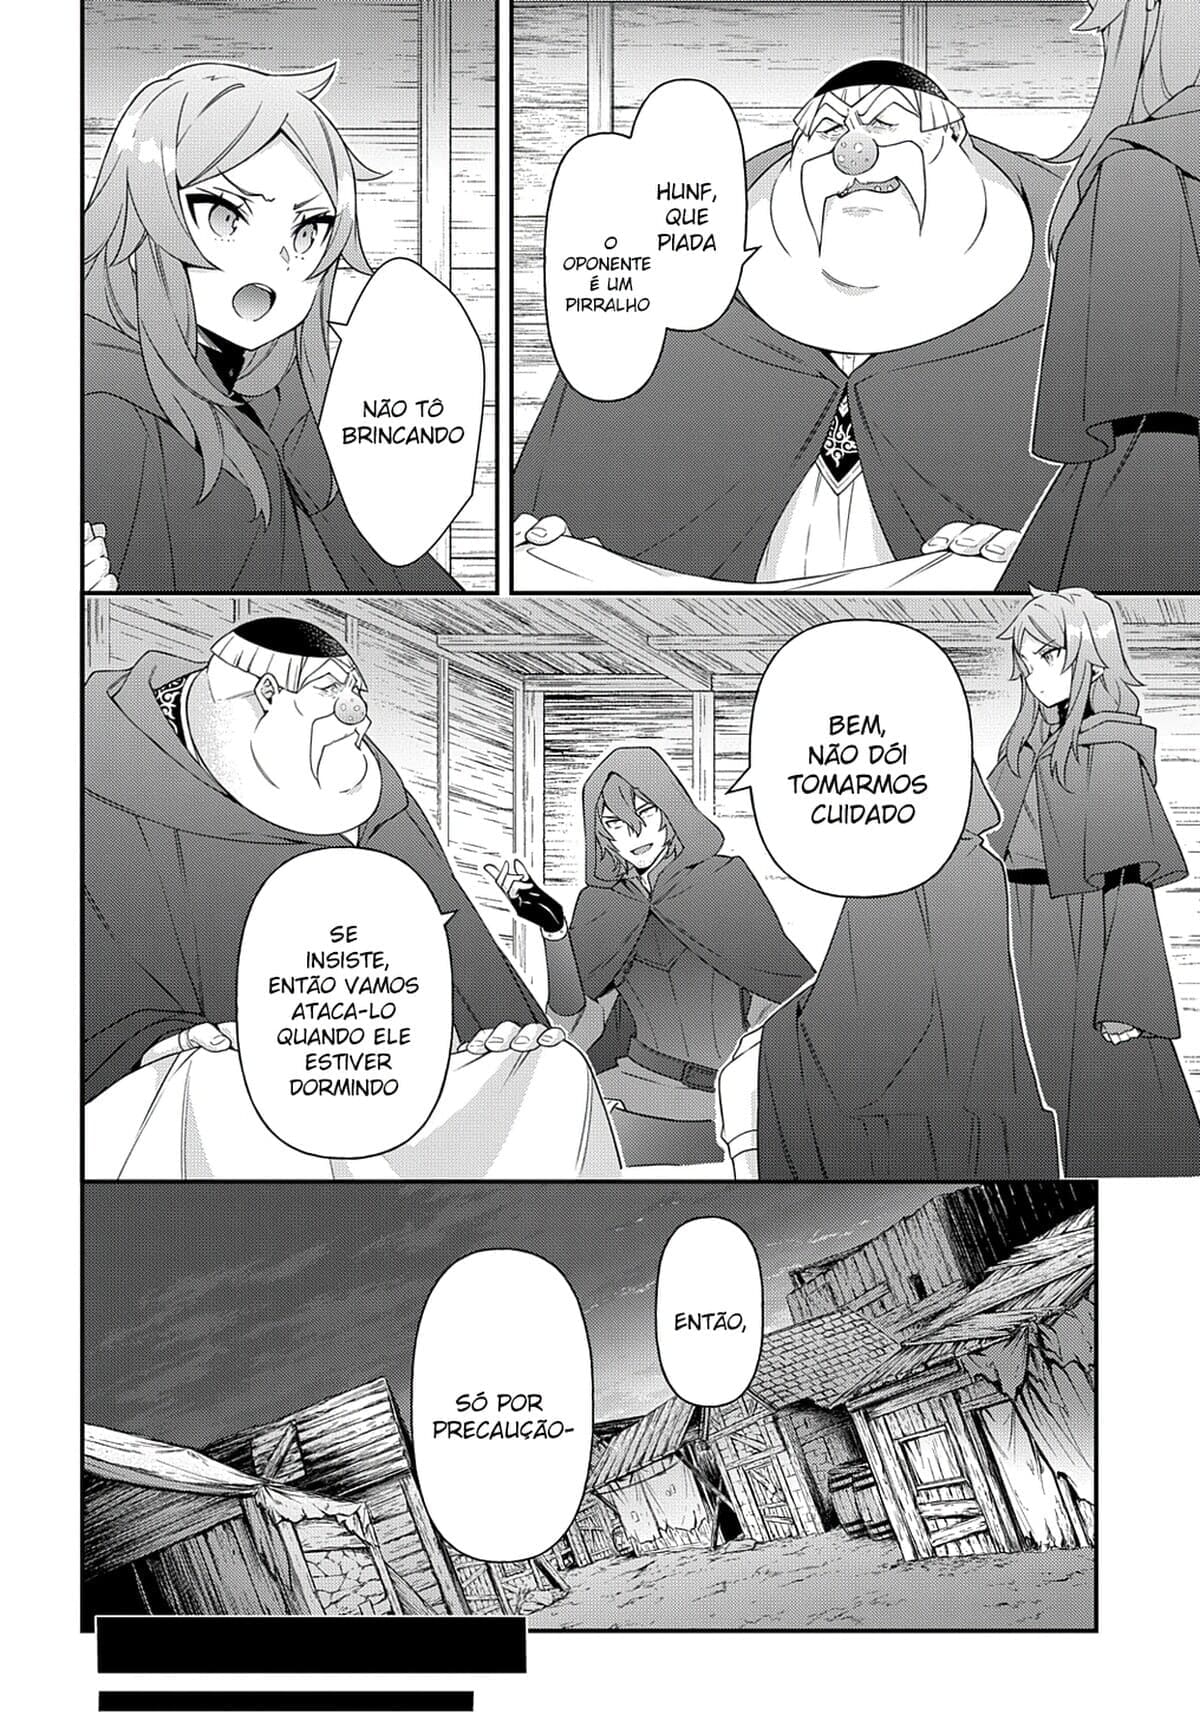 HUNF,
QUE
PIADA
O
OPONENTE
É UM
PIRRALHO
NÃO TÔ
BRINCANDO
BEM,
NÃO DÓI
TOMARMOS
CUIDADO
SE
INSISTE,
ENTÃO VAMOS
ATACA-LO
QUANDO ELE
ESTIVER
DORMINDO
ENTÃO,
SÓ POR
PRECAUÇÃO-